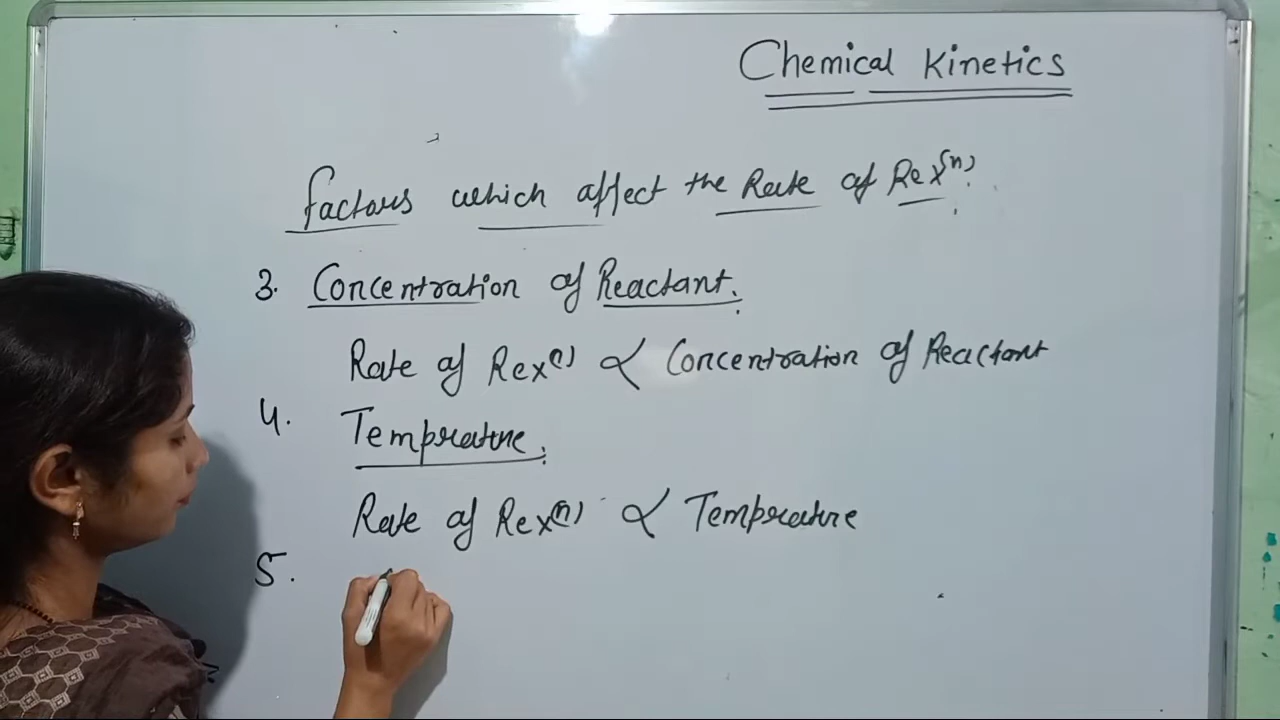 Chemical Kinetics
Factors which affect the Rate of Rex(n).
3. Concentration of Reactant.
Rate of Rex(n) ∝ Concentration of Reactant
4. Temprature.
Rate of Rex(n) ∝ Temprature
5.